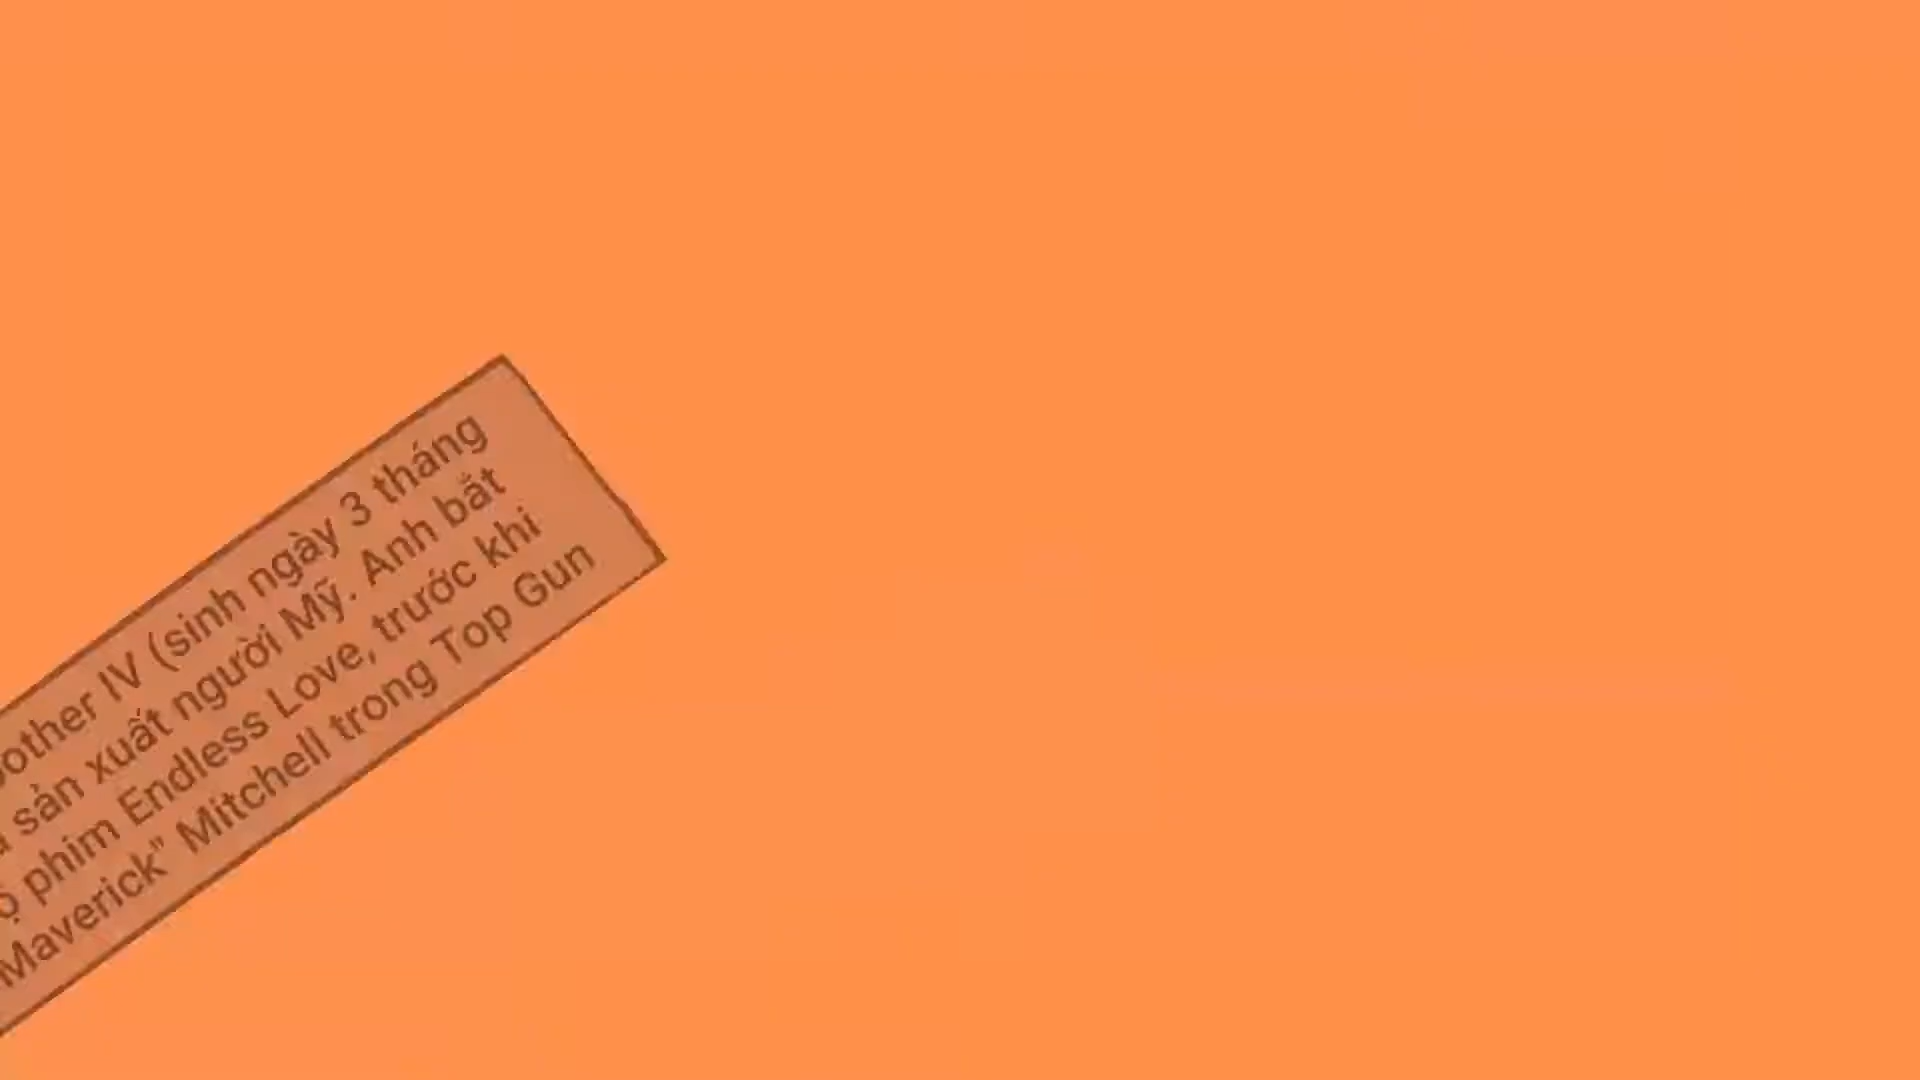 other IV (sinh ngày 3 tháng
sản xuất người Mỹ. Anh bắt
phim Endless Love, trước khi
Maverick" Mitchell trong Top Gun